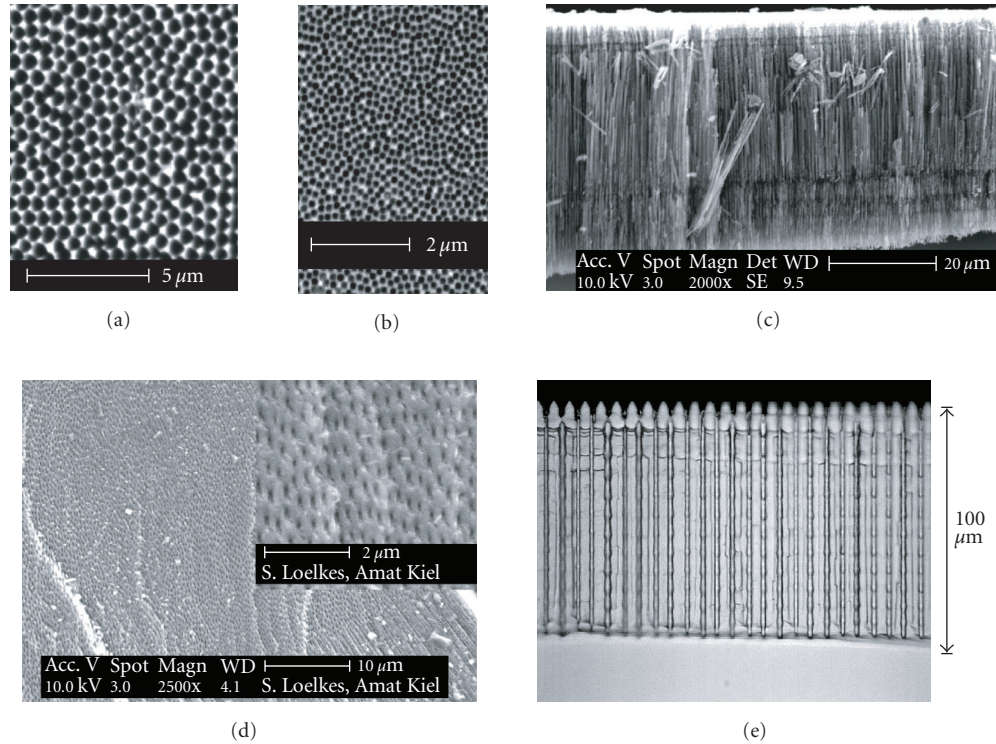 5 μm
(a)
2 μm
(b)
Acc. V Spot Magn Det WD 20 μm
10.0 kV 3.0 2000x SE 9.5
(c)
2 μm
S. Loelkes, Amat Kiel
Acc. V Spot Magn WD 10 μm
10.0 kV 3.0 2500x 4.1 S. Loelkes, Amat Kiel
(d)
100
μm
(e)